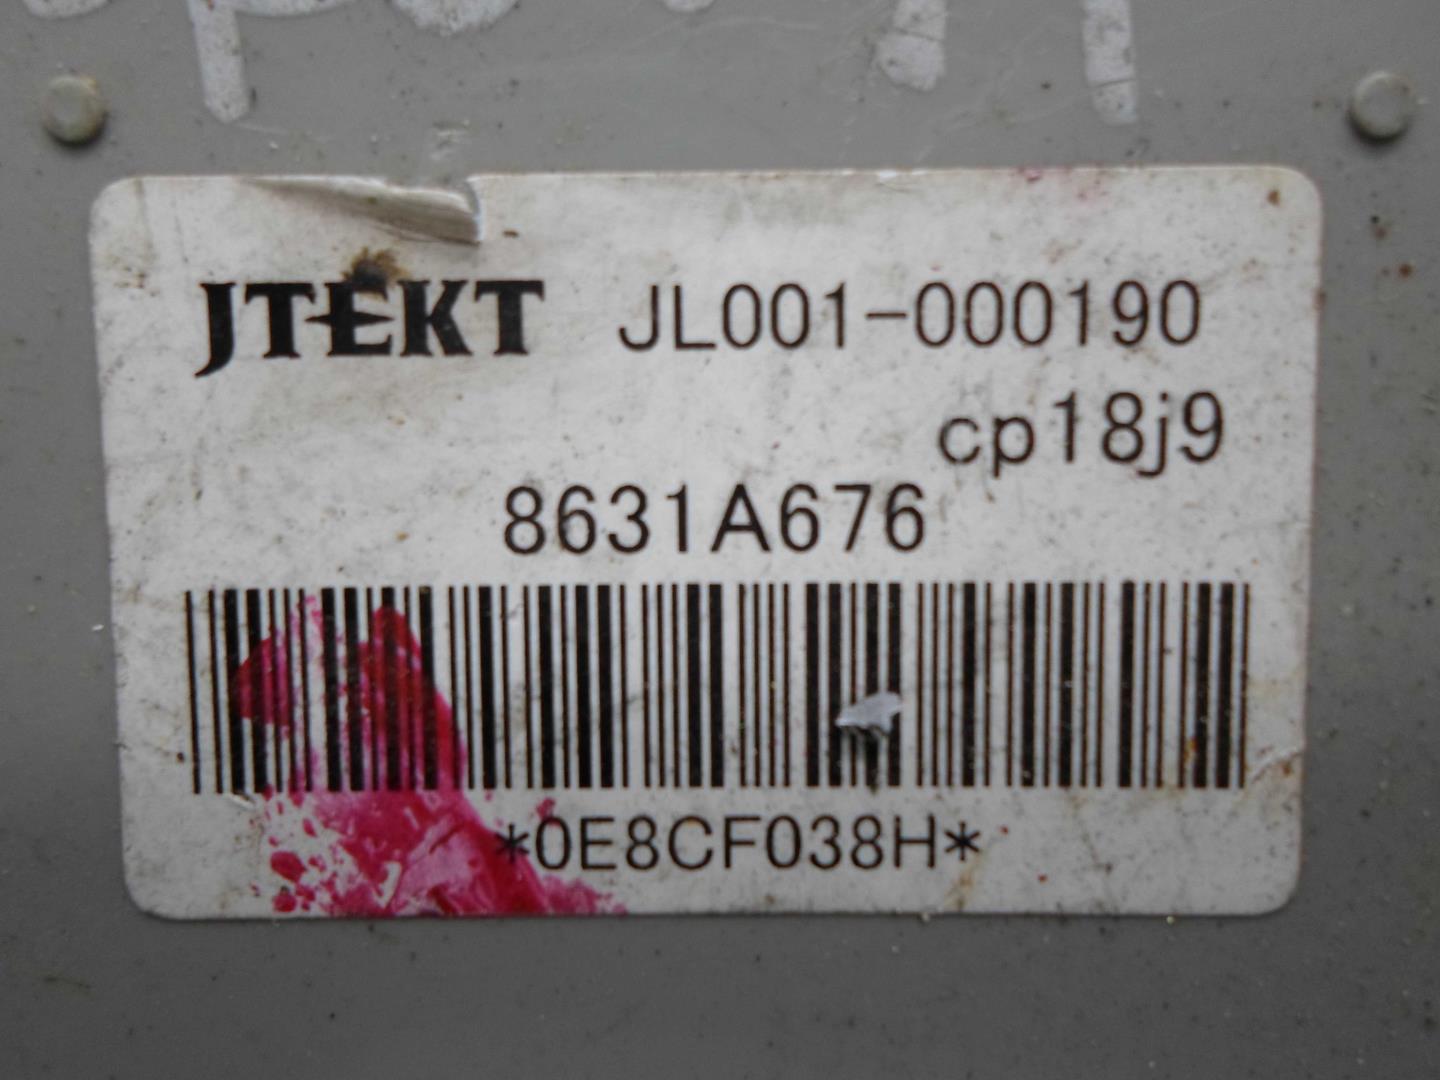 JTEKT JL001-000190
cp18j9
8631A676
*0E8CF038H*